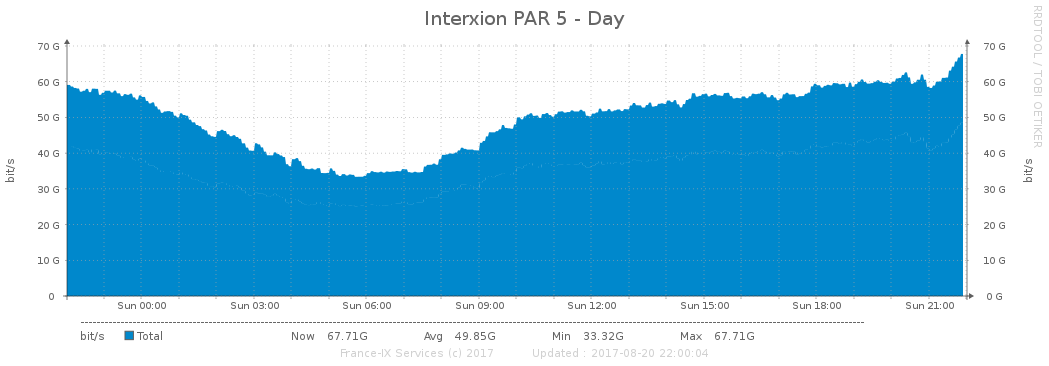 Interxion PAR 5 - Day
RRDTOOL / TOBI OETIKER
70 G 70 G
60 G 60 G
50 G 50 G
40 G 40 G
30 G 30 G
20 G 20 G
10 G 10 G
0 0 G
bit/s
bit/s
Sun 00:00 Sun 03:00 Sun 06:00 Sun 09:00 Sun 12:00 Sun 15:00 Sun 18:00 Sun 21:00
bit/s Total Now 67.71G Avg 49.85G Min 33.32G Max 67.71G
France-IX Services (c) 2017 Updated : 2017-08-20 22:00:04